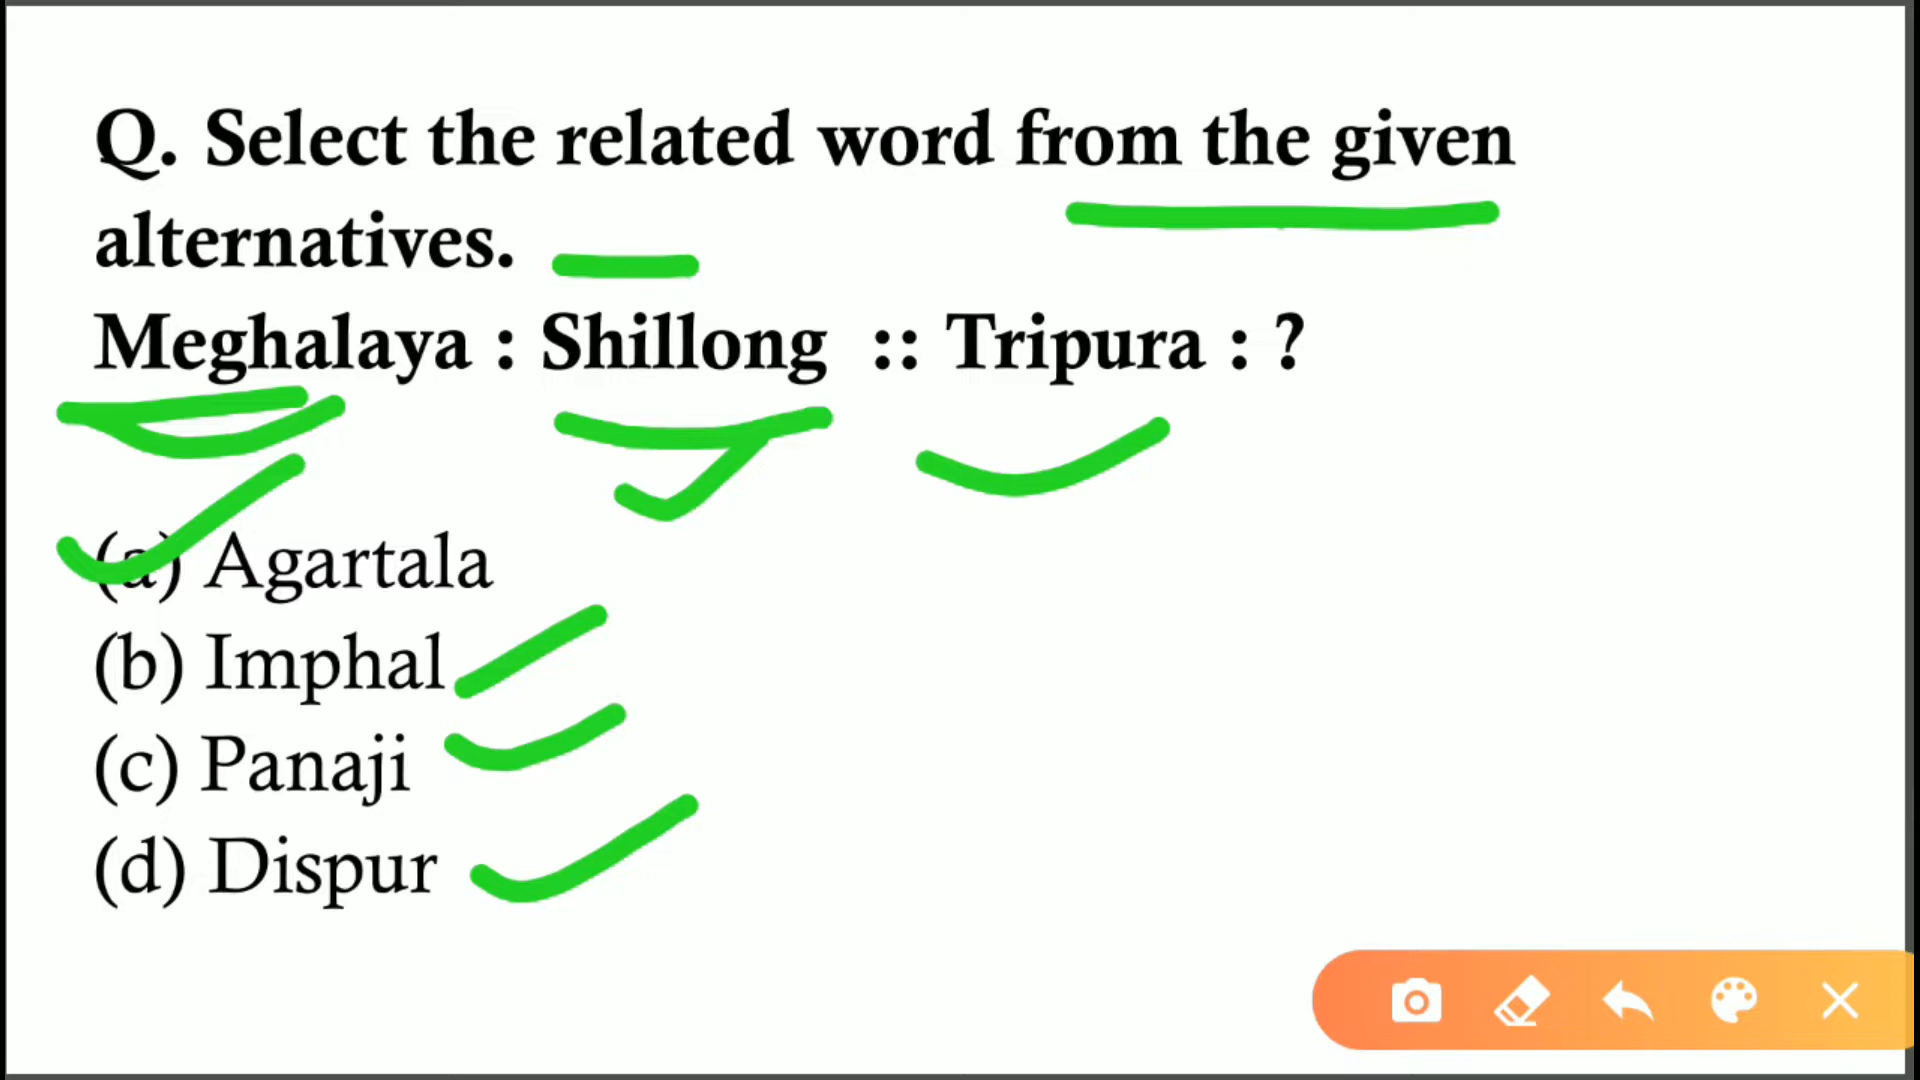 Q. Select the related word from the given
alternatives.
Meghalaya : Shillong :: Tripura : ?
(a) Agartala
(b) Imphal
(c) Panaji
(d) Dispur